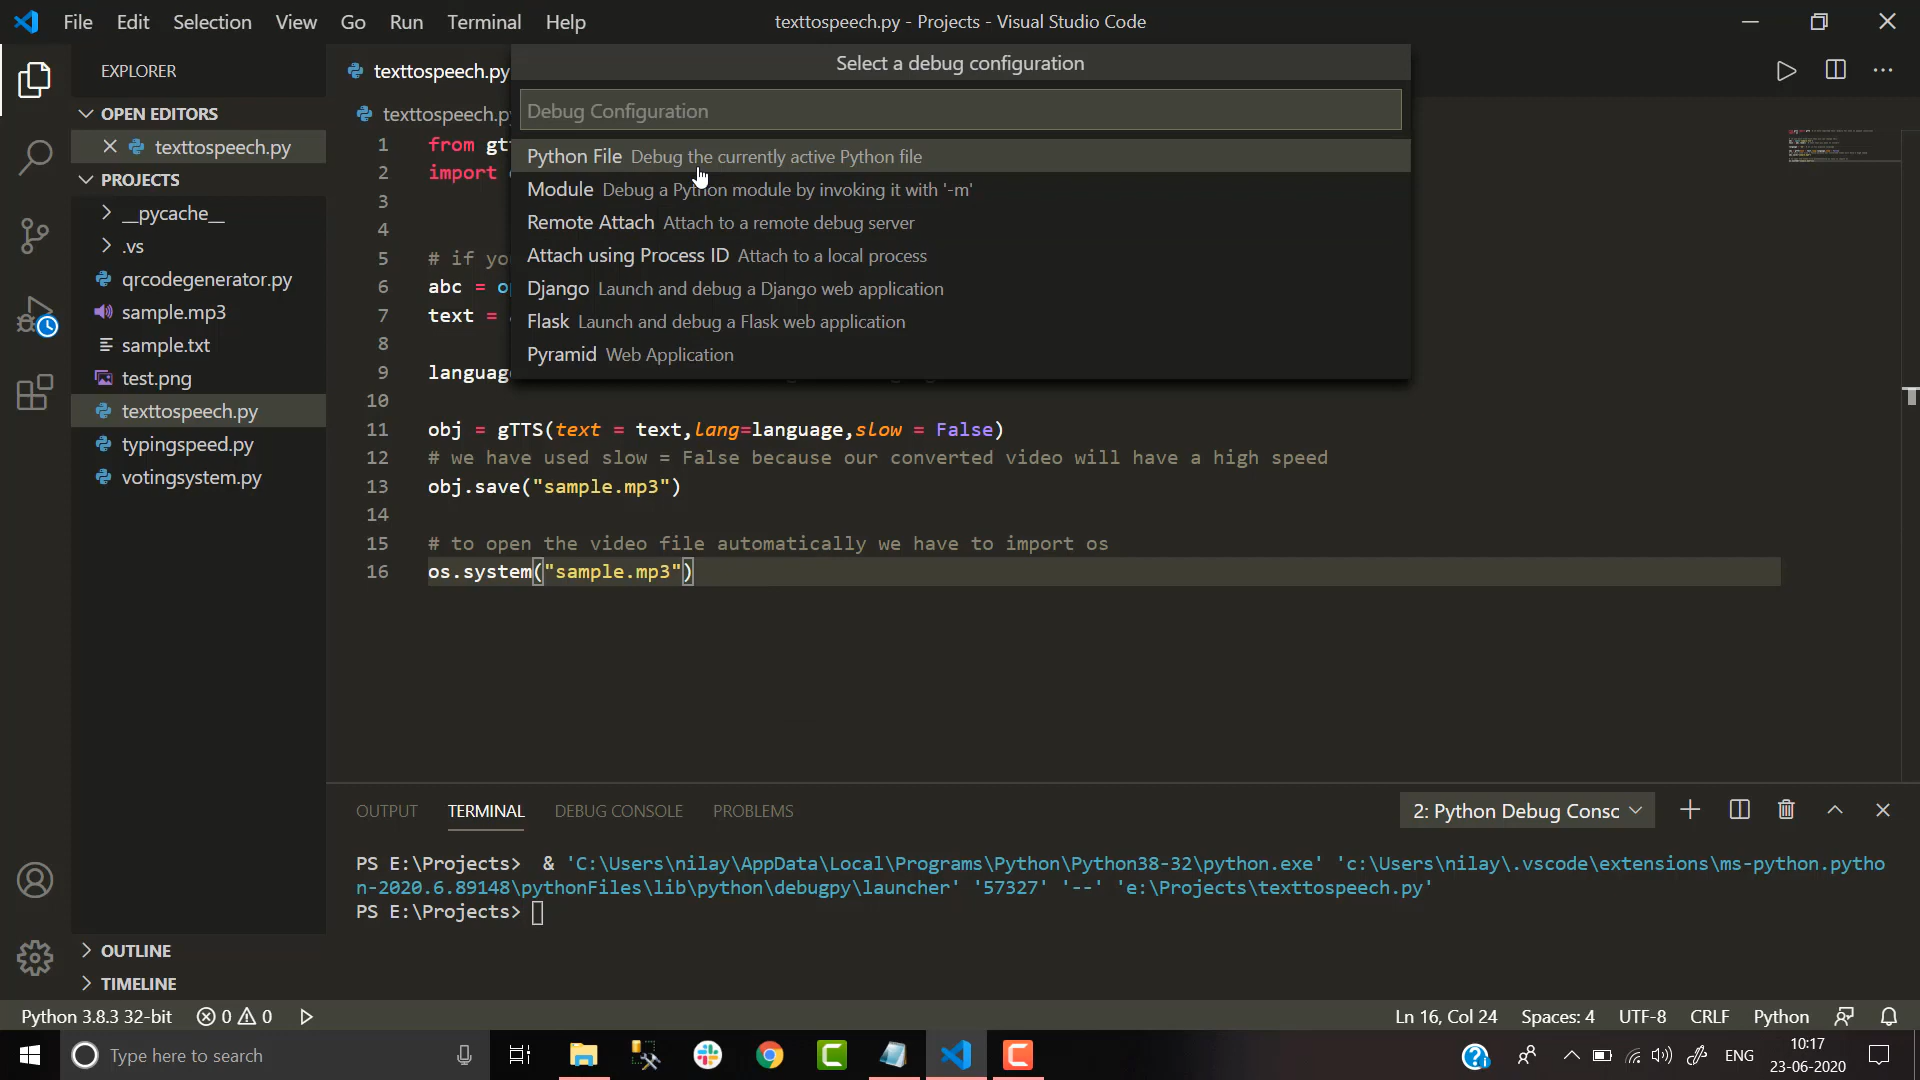 File Edit Selection View Go Run Terminal Help
texttospeech.py - Projects - Visual Studio Code
EXPLORER
OPEN EDITORS
texttospeech.py
PROJECTS
__pycache__
.vs
qrcodegenerator.py
sample.mp3
sample.txt
test.png
texttospeech.py
typingspeed.py
votingsystem.py
OUTLINE
TIMELINE
texttospeech.py
texttospeech.p
Select a debug configuration
Debug Configuration
Python File Debug the currently active Python file
Module Debug a Python module by invoking it with '-m'
Remote Attach Attach to a remote debug server
Attach using Process ID Attach to a local process
Django Launch and debug a Django web application
Flask Launch and debug a Flask web application
Pyramid Web Application
1 from gt
2 import
3
4
5 # if yo
6 abc = o
7 text =
8
9 languag
10
11 obj = gTTS(text = text,lang=language,slow = False)
12 # we have used slow = False because our converted video will have a high speed
13 obj.save("sample.mp3")
14
15 # to open the video file automatically we have to import os
16 os.system("sample.mp3")
OUTPUT TERMINAL DEBUG CONSOLE PROBLEMS
2: Python Debug Consc
PS E:\Projects> & 'C:\Users\nilay\AppData\Local\Programs\Python\Python38-32\python.exe' 'c:\Users\nilay\.vscode\extensions\ms-python.pytho
n-2020.6.89148\pythonFiles\lib\python\debugpy\launcher' '57327' '--' 'e:\Projects\texttospeech.py'
PS E:\Projects>
Python 3.8.3 32-bit 0 0
Ln 16, Col 24 Spaces: 4 UTF-8 CRLF Python
Type here to search
ENG
10:17
23-06-2020